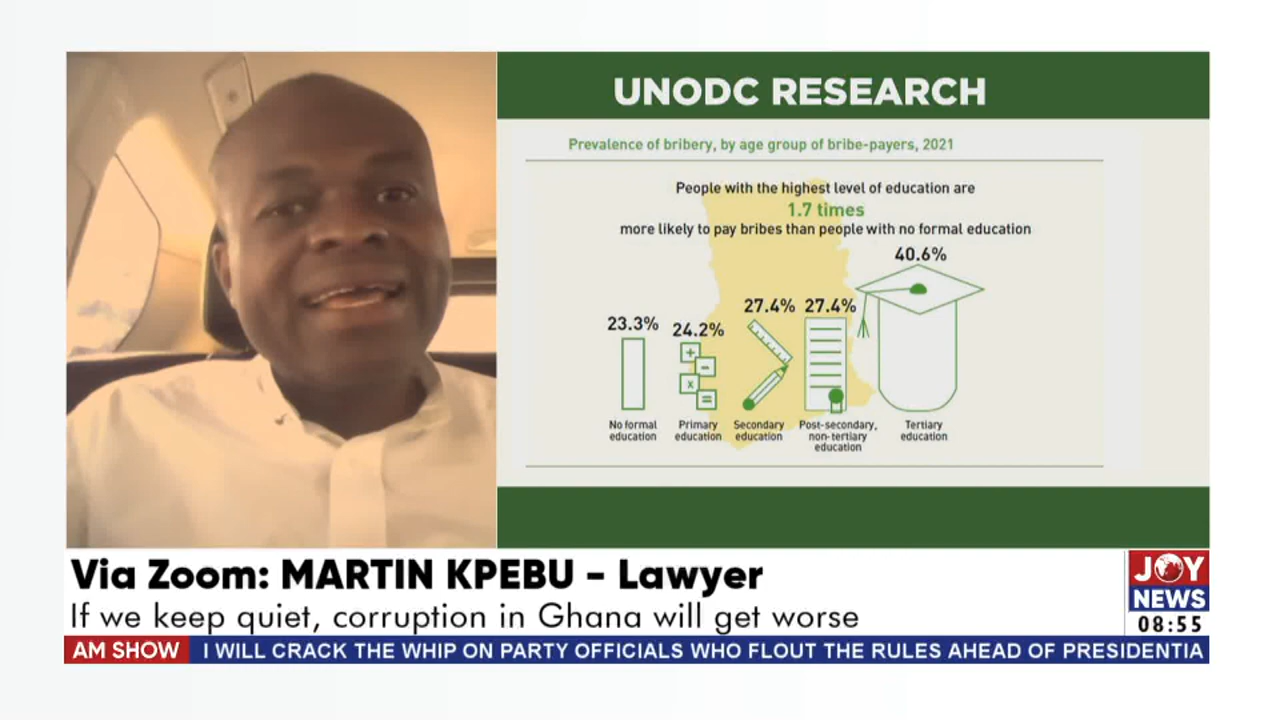 UNODC RESEARCH
Prevalence of bribery, by age group of bribe-payers, 2021
People with the highest level of education are
1.7 times
more likely to pay bribes than people with no formal education
40.6%
27.4% 27.4%
23.3% 24.2%
+
-
x
=
No formal
education
Primary
education
Secondary
education
Post-secondary,
non-tertiary
education
Tertiary
education
Via Zoom: MARTIN KPEBU - Lawyer
If we keep quiet, corruption in Ghana will get worse
JOY
NEWS
08:55
AM SHOW
I WILL CRACK THE WHIP ON PARTY OFFICIALS WHO FLOUT THE RULES AHEAD OF PRESIDENTIA